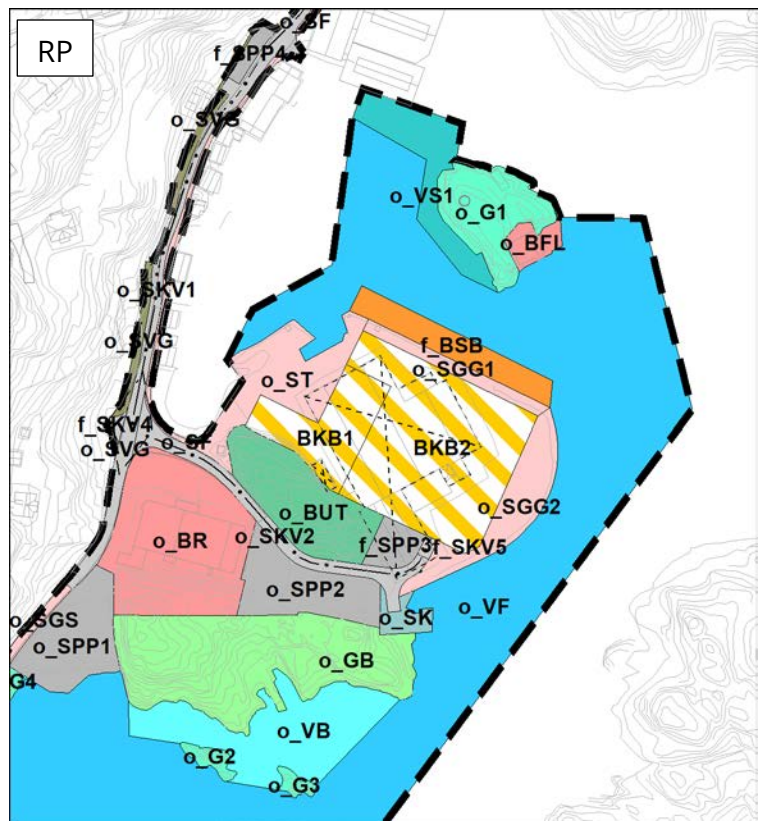 RP
o_SF
f_SPP4
o_SVG
o_VS1
o_G1
o_BFL
o_SKV1
o_SVG
f_BSB
o_SGG1
o_ST
f_SKV4
o_SF
o_SVG
BKB1
BKB2
o_SGG2
o_BUT
o_BR
o_SKV2
f_SPP3
f_SKV5
o_SPP2
o_VF
o_SK
o_SGS
o_SPP1
o_GB
G4
o_VB
o_G2
o_G3